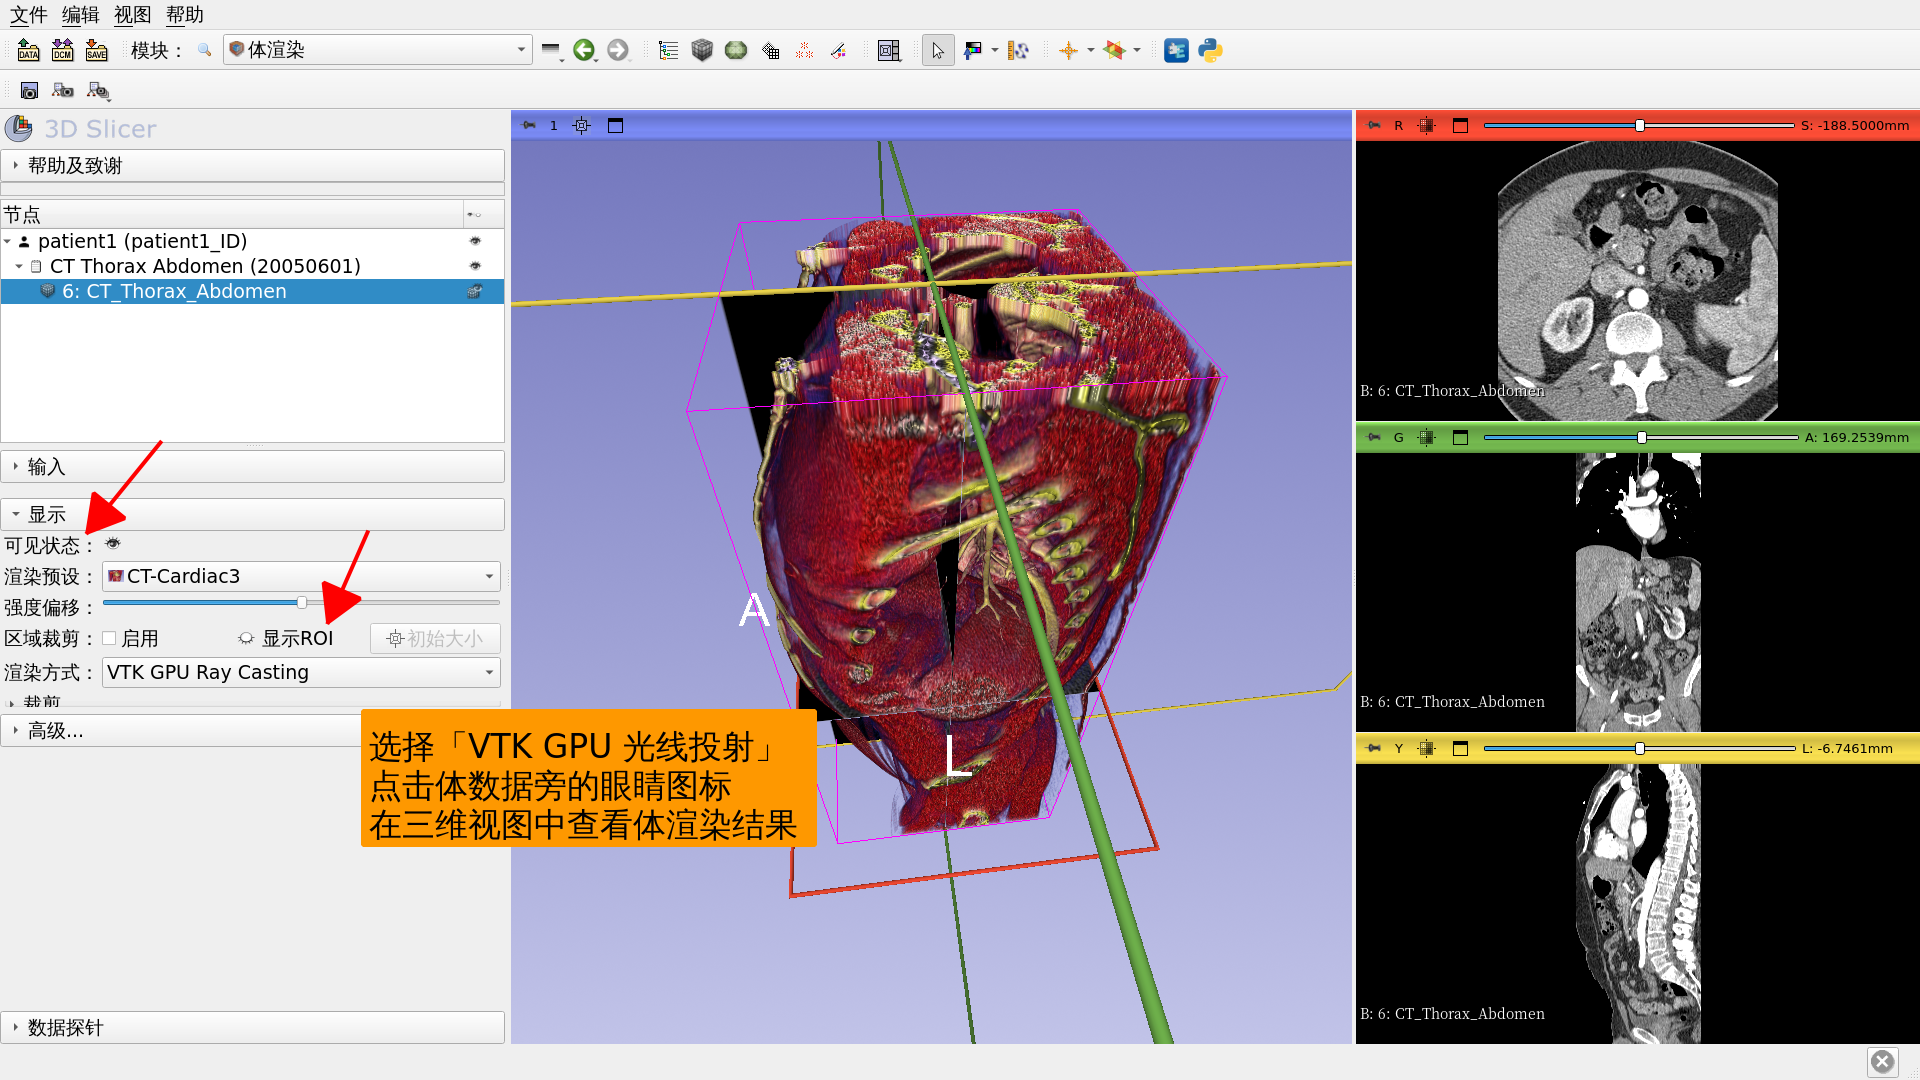 文件 编辑 视图 帮助
DATA DCM SAVE 模块： 体渲染
3D Slicer
帮助及致谢
节点
patient1 (patient1_ID)
CT Thorax Abdomen (20050601)
6: CT_Thorax_Abdomen
输入
显示
可见状态：
渲染预设： CT-Cardiac3
强度偏移：
区域裁剪： 启用 显示ROI 初始大小
渲染方式： VTK GPU Ray Casting
裁剪
高级...
数据探针
1
A
L
选择「VTK GPU 光线投射」
点击体数据旁的眼睛图标
在三维视图中查看体渲染结果
R S: -188.5000mm
B: 6: CT_Thorax_Abdomen
G A: 169.2539mm
B: 6: CT_Thorax_Abdomen
Y L: -6.7461mm
B: 6: CT_Thorax_Abdomen